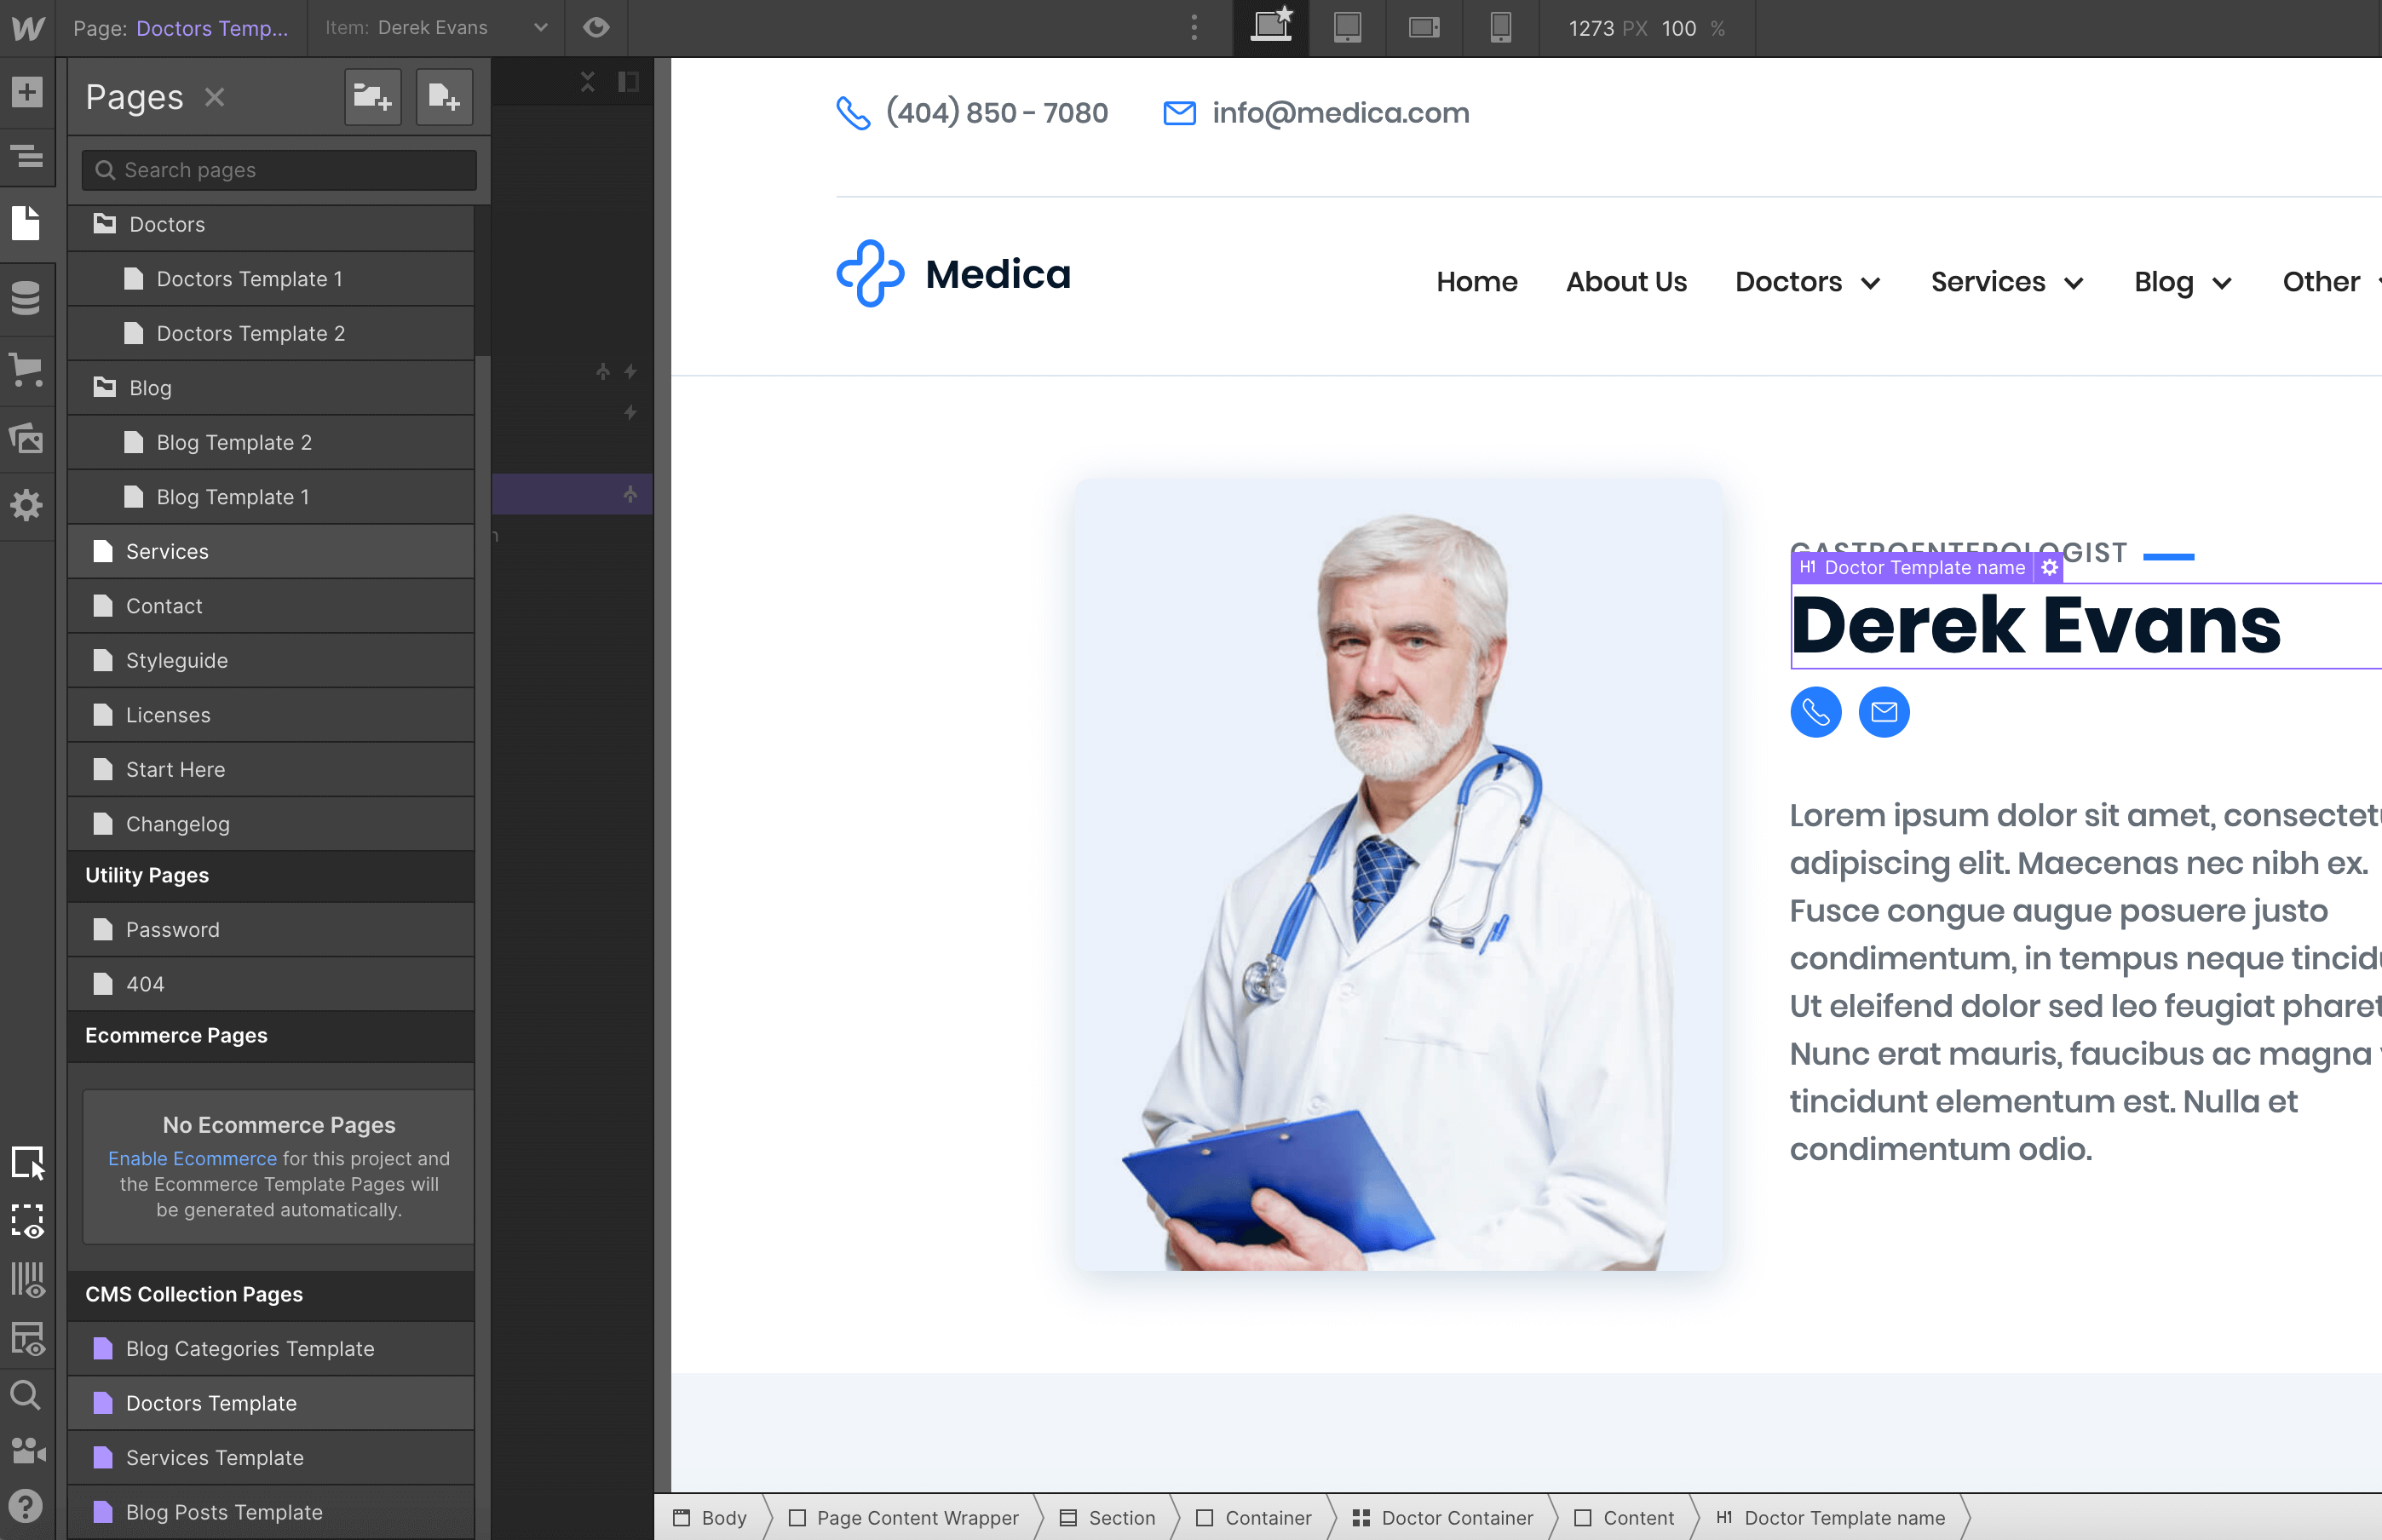 Page: Doctors Temp...
Item: Derek Evans
1273 PX 100 %
Pages
Search pages
Doctors
Doctors Template 1
Doctors Template 2
Blog
Blog Template 2
Blog Template 1
Services
Contact
Styleguide
Licenses
Start Here
Changelog
Utility Pages
Password
404
Ecommerce Pages
No Ecommerce Pages
Enable Ecommerce for this project and
the Ecommerce Template Pages will
be generated automatically.
CMS Collection Pages
Blog Categories Template
Doctors Template
Services Template
Blog Posts Template
(404) 850 - 7080
info@medica.com
Medica
Home About Us Doctors Services Blog Other
GASTROENTEROLOGIST
H1 Doctor Template name
Derek Evans
Lorem ipsum dolor sit amet, consectetu
adipiscing elit. Maecenas nec nibh ex.
Fusce congue augue posuere justo
condimentum, in tempus neque tincidu
Ut eleifend dolor sed leo feugiat pharet
Nunc erat mauris, faucibus ac magna
tincidunt elementum est. Nulla et
condimentum odio.
Body Page Content Wrapper Section Container Doctor Container Content H1 Doctor Template name